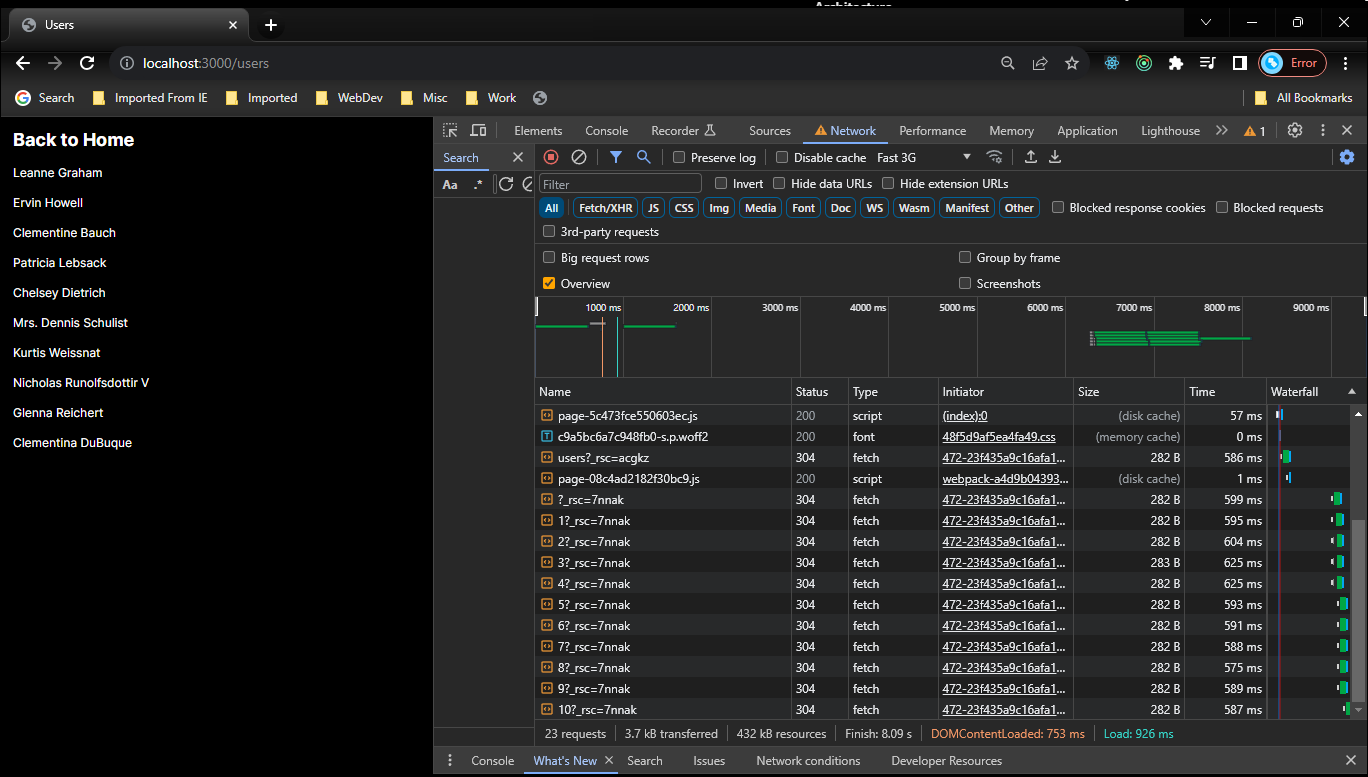 Architecture
Users
localhost:3000/users
Error
Search Imported From IE Imported WebDev Misc Work All Bookmarks
Back to Home
Leanne Graham
Ervin Howell
Clementine Bauch
Patricia Lebsack
Chelsey Dietrich
Mrs. Dennis Schulist
Kurtis Weissnat
Nicholas Runolfsdottir V
Glenna Reichert
Clementina DuBuque
Elements Console Recorder Sources Network Performance Memory Application Lighthouse 1
Search
Aa .*
Preserve log Disable cache Fast 3G
Filter Invert Hide data URLs Hide extension URLs
All Fetch/XHR JS CSS Img Media Font Doc WS Wasm Manifest Other Blocked response cookies Blocked requests
3rd-party requests
Big request rows Group by frame
Overview Screenshots
1000 ms 2000 ms 3000 ms 4000 ms 5000 ms 6000 ms 7000 ms 8000 ms 9000 ms
Name Status Type Initiator Size Time Waterfall
page-5c473fce550603ec.js 200 script (index):0 (disk cache) 57 ms
c9a5bc6a7c948fb0-s.p.woff2 200 font 48f5d9af5ea4fa49.css (memory cache) 0 ms
users?_rsc=acgkz 304 fetch 472-23f435a9c16afa1... 282 B 586 ms
page-08c4ad2182f30bc9.js 200 script webpack-a4d9b04393... (disk cache) 1 ms
?_rsc=7nnak 304 fetch 472-23f435a9c16afa1... 282 B 599 ms
1?_rsc=7nnak 304 fetch 472-23f435a9c16afa1... 282 B 595 ms
2?_rsc=7nnak 304 fetch 472-23f435a9c16afa1... 282 B 604 ms
3?_rsc=7nnak 304 fetch 472-23f435a9c16afa1... 283 B 625 ms
4?_rsc=7nnak 304 fetch 472-23f435a9c16afa1... 282 B 625 ms
5?_rsc=7nnak 304 fetch 472-23f435a9c16afa1... 282 B 593 ms
6?_rsc=7nnak 304 fetch 472-23f435a9c16afa1... 282 B 591 ms
7?_rsc=7nnak 304 fetch 472-23f435a9c16afa1... 282 B 588 ms
8?_rsc=7nnak 304 fetch 472-23f435a9c16afa1... 282 B 575 ms
9?_rsc=7nnak 304 fetch 472-23f435a9c16afa1... 282 B 589 ms
10?_rsc=7nnak 304 fetch 472-23f435a9c16afa1... 282 B 587 ms
23 requests 3.7 kB transferred 432 kB resources Finish: 8.09 s DOMContentLoaded: 753 ms Load: 926 ms
Console What's New Search Issues Network conditions Developer Resources